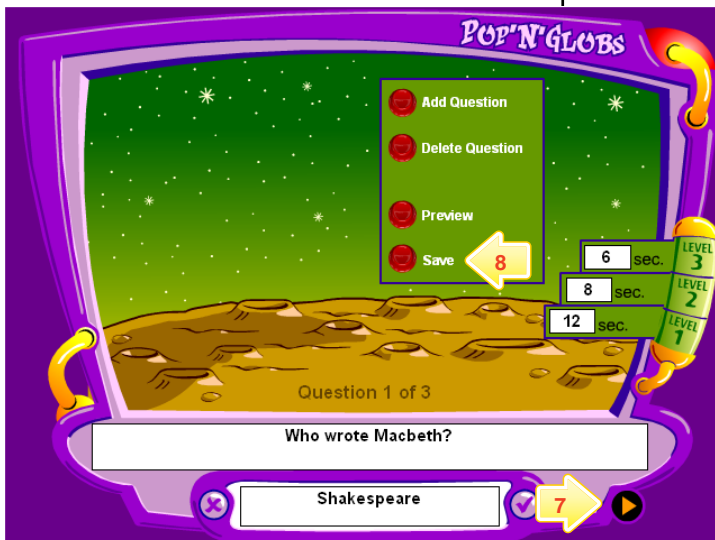 POP'N'GLOBS
Add Question
Delete Question
Preview
Save
8
6 sec.
LEVEL 3
8
LEVEL 2
12 sec.
LEVEL 1
Question 1 of 3
Who wrote Macbeth?
Shakespeare
7